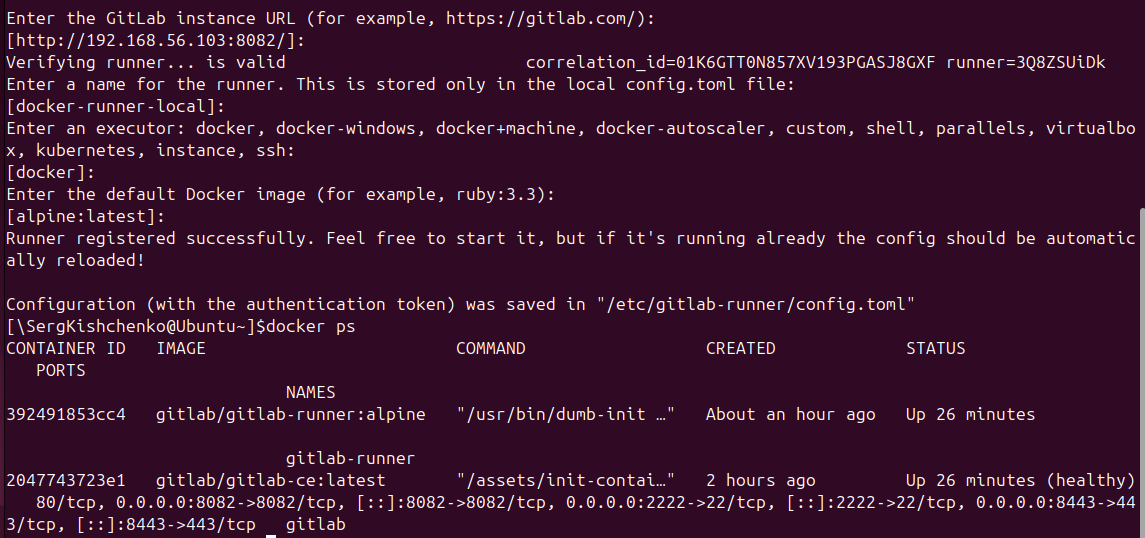 Enter the GitLab instance URL (for example, https://gitlab.com/):
[http://192.168.56.103:8082/]:
Verifying runner... is valid                        correlation_id=01K6GTT0N857XV193PGASJ8GXF runner=3Q8ZSUiDk
Enter a name for the runner. This is stored only in the local config.toml file:
[docker-runner-local]:
Enter an executor: docker, docker-windows, docker+machine, docker-autoscaler, custom, shell, parallels, virtualbo
x, kubernetes, instance, ssh:
[docker]:
Enter the default Docker image (for example, ruby:3.3):
[alpine:latest]:
Runner registered successfully. Feel free to start it, but if it's running already the config should be automatic
ally reloaded!
Configuration (with the authentication token) was saved in "/etc/gitlab-runner/config.toml"
[\SergKishchenko@Ubuntu~]$docker ps
CONTAINER ID   IMAGE                         COMMAND                  CREATED             STATUS
   PORTS
                            NAMES
392491853cc4   gitlab/gitlab-runner:alpine   "/usr/bin/dumb-init …"   About an hour ago   Up 26 minutes
                            gitlab-runner
2047743723e1   gitlab/gitlab-ce:latest       "/assets/init-contai…"   2 hours ago         Up 26 minutes (healthy)
   80/tcp, 0.0.0.0:8082->8082/tcp, [::]:8082->8082/tcp, 0.0.0.0:2222->22/tcp, [::]:2222->22/tcp, 0.0.0.0:8443->44
3/tcp, [::]:8443->443/tcp   gitlab